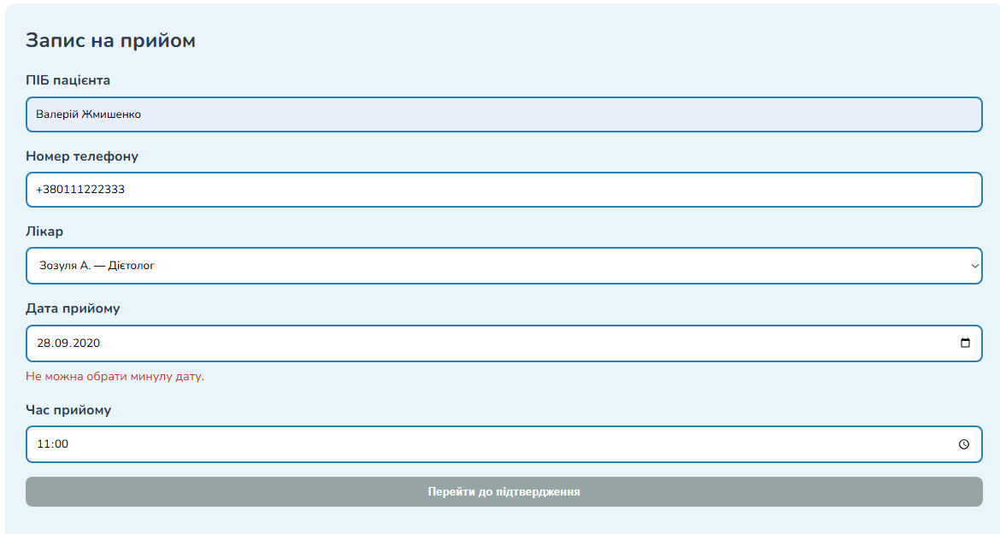 Запис на прийом
ПІБ пацієнта
Валерій Жмишенко
Номер телефону
+380111222333
Лікар
Зозуля А. — Дієтолог
Дата прийому
28.09.2020
Не можна обрати минулу дату.
Час прийому
11:00
Перейти до підтвердження